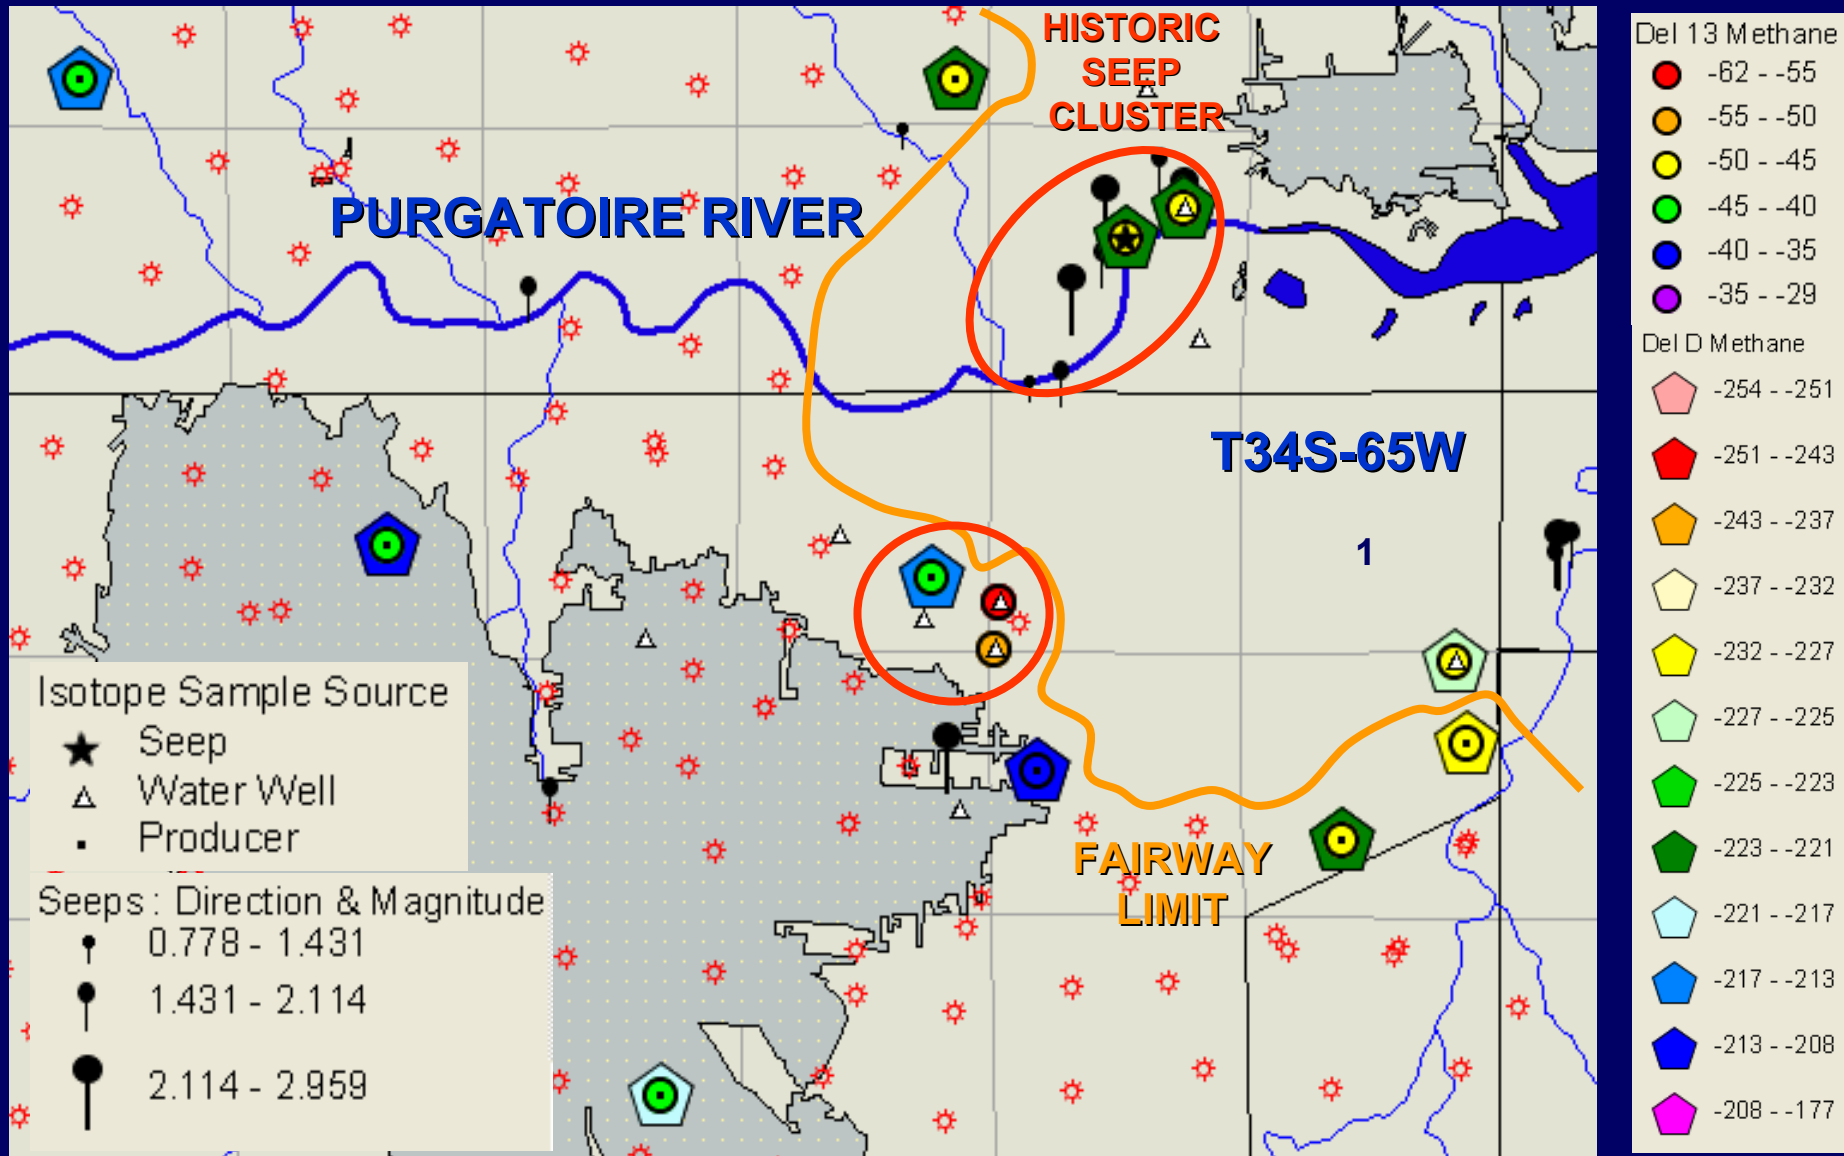 HISTORIC
SEEP
CLUSTER
PURGATOIRE RIVER
T34S-65W
1
FAIRWAY
LIMIT
Isotope Sample Source
Seep
Water Well
Producer
Seeps : Direction & Magnitude
0.778 - 1.431
1.431 - 2.114
2.114 - 2.959
Del 13 Methane
-62 - -55
-55 - -50
-50 - -45
-45 - -40
-40 - -35
-35 - -29
Del D Methane
-254 - -251
-251 - -243
-243 - -237
-237 - -232
-232 - -227
-227 - -225
-225 - -223
-223 - -221
-221 - -217
-217 - -213
-213 - -208
-208 - -177